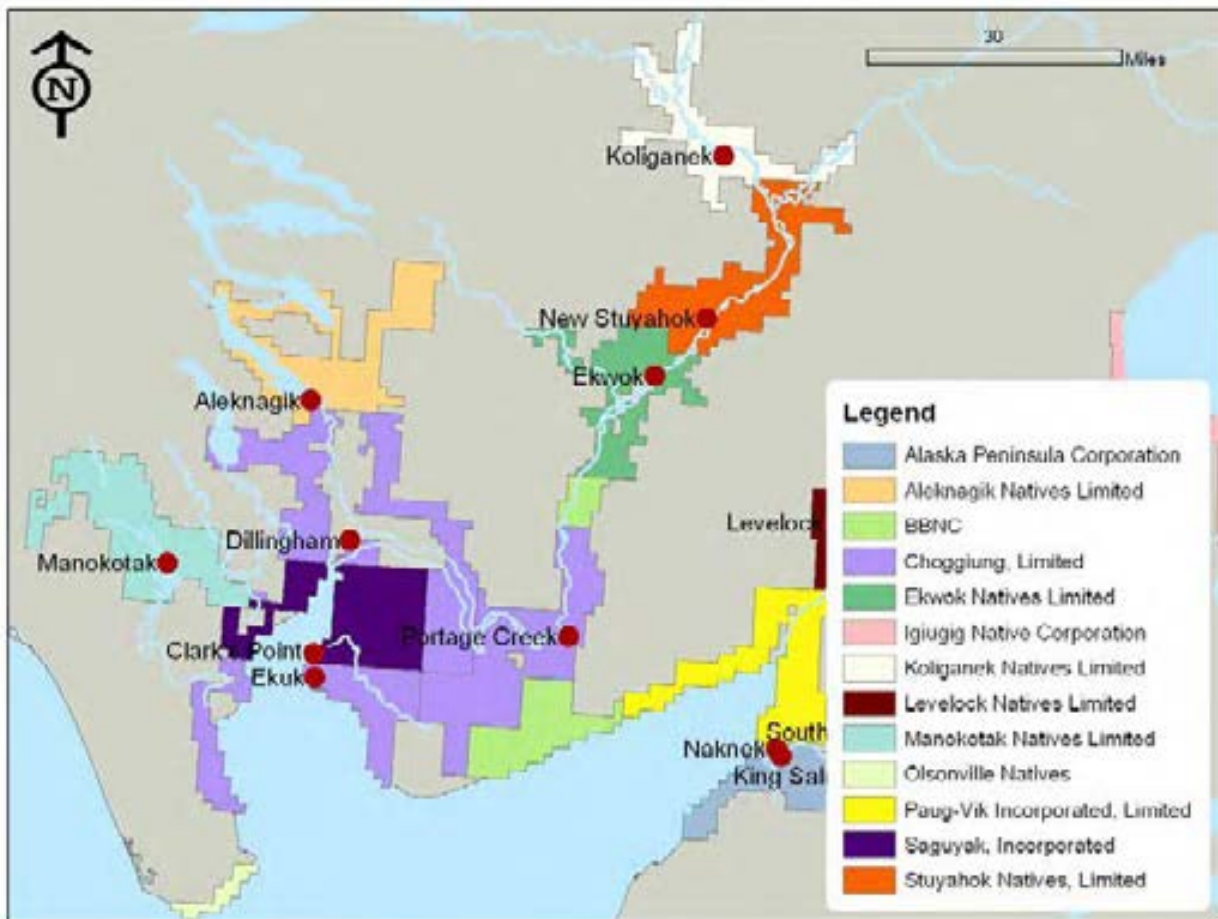 N
30
Miles
Koliganek
New Stuyahok
Ekwok
Aleknagik
Levelock
Dillingham
Manokotak
Portage Creek
Clark's Point
Ekuk
South
Naknek
King Sal
Legend
Alaska Peninsula Corporation
Aleknagik Natives Limited
BBNC
Choggiung, Limited
Ekwok Natives Limited
Igiugig Native Corporation
Koliganek Natives Limited
Levelock Natives Limited
Manokotak Natives Limited
Olsonville Natives
Paug-Vik Incorporated, Limited
Saguyak, Incorporated
Stuyahok Natives, Limited